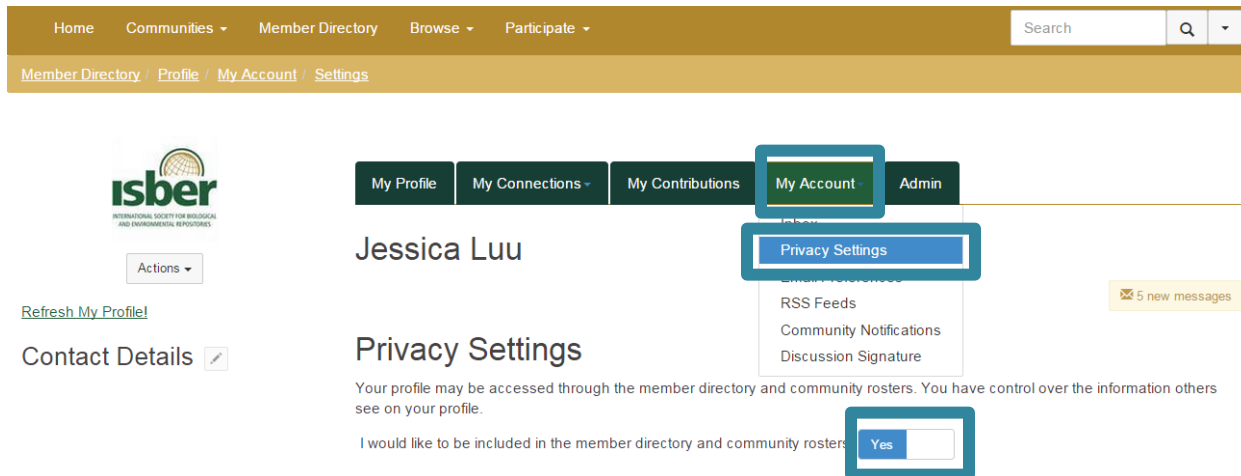 Home Communities Member Directory Browse Participate Search
Member Directory / Profile / My Account / Settings
isber
INTERNATIONAL SOCIETY FOR BIOLOGICAL
AND ENVIRONMENTAL REPOSITORIES
Actions
Refresh My Profile!
Contact Details
My Profile My Connections My Contributions My Account Admin
Inbox
Privacy Settings
Email Preferences
RSS Feeds
Community Notifications
Discussion Signature
Jessica Luu
5 new messages
Privacy Settings
Your profile may be accessed through the member directory and community rosters. You have control over the information others
see on your profile.
I would like to be included in the member directory and community rosters Yes